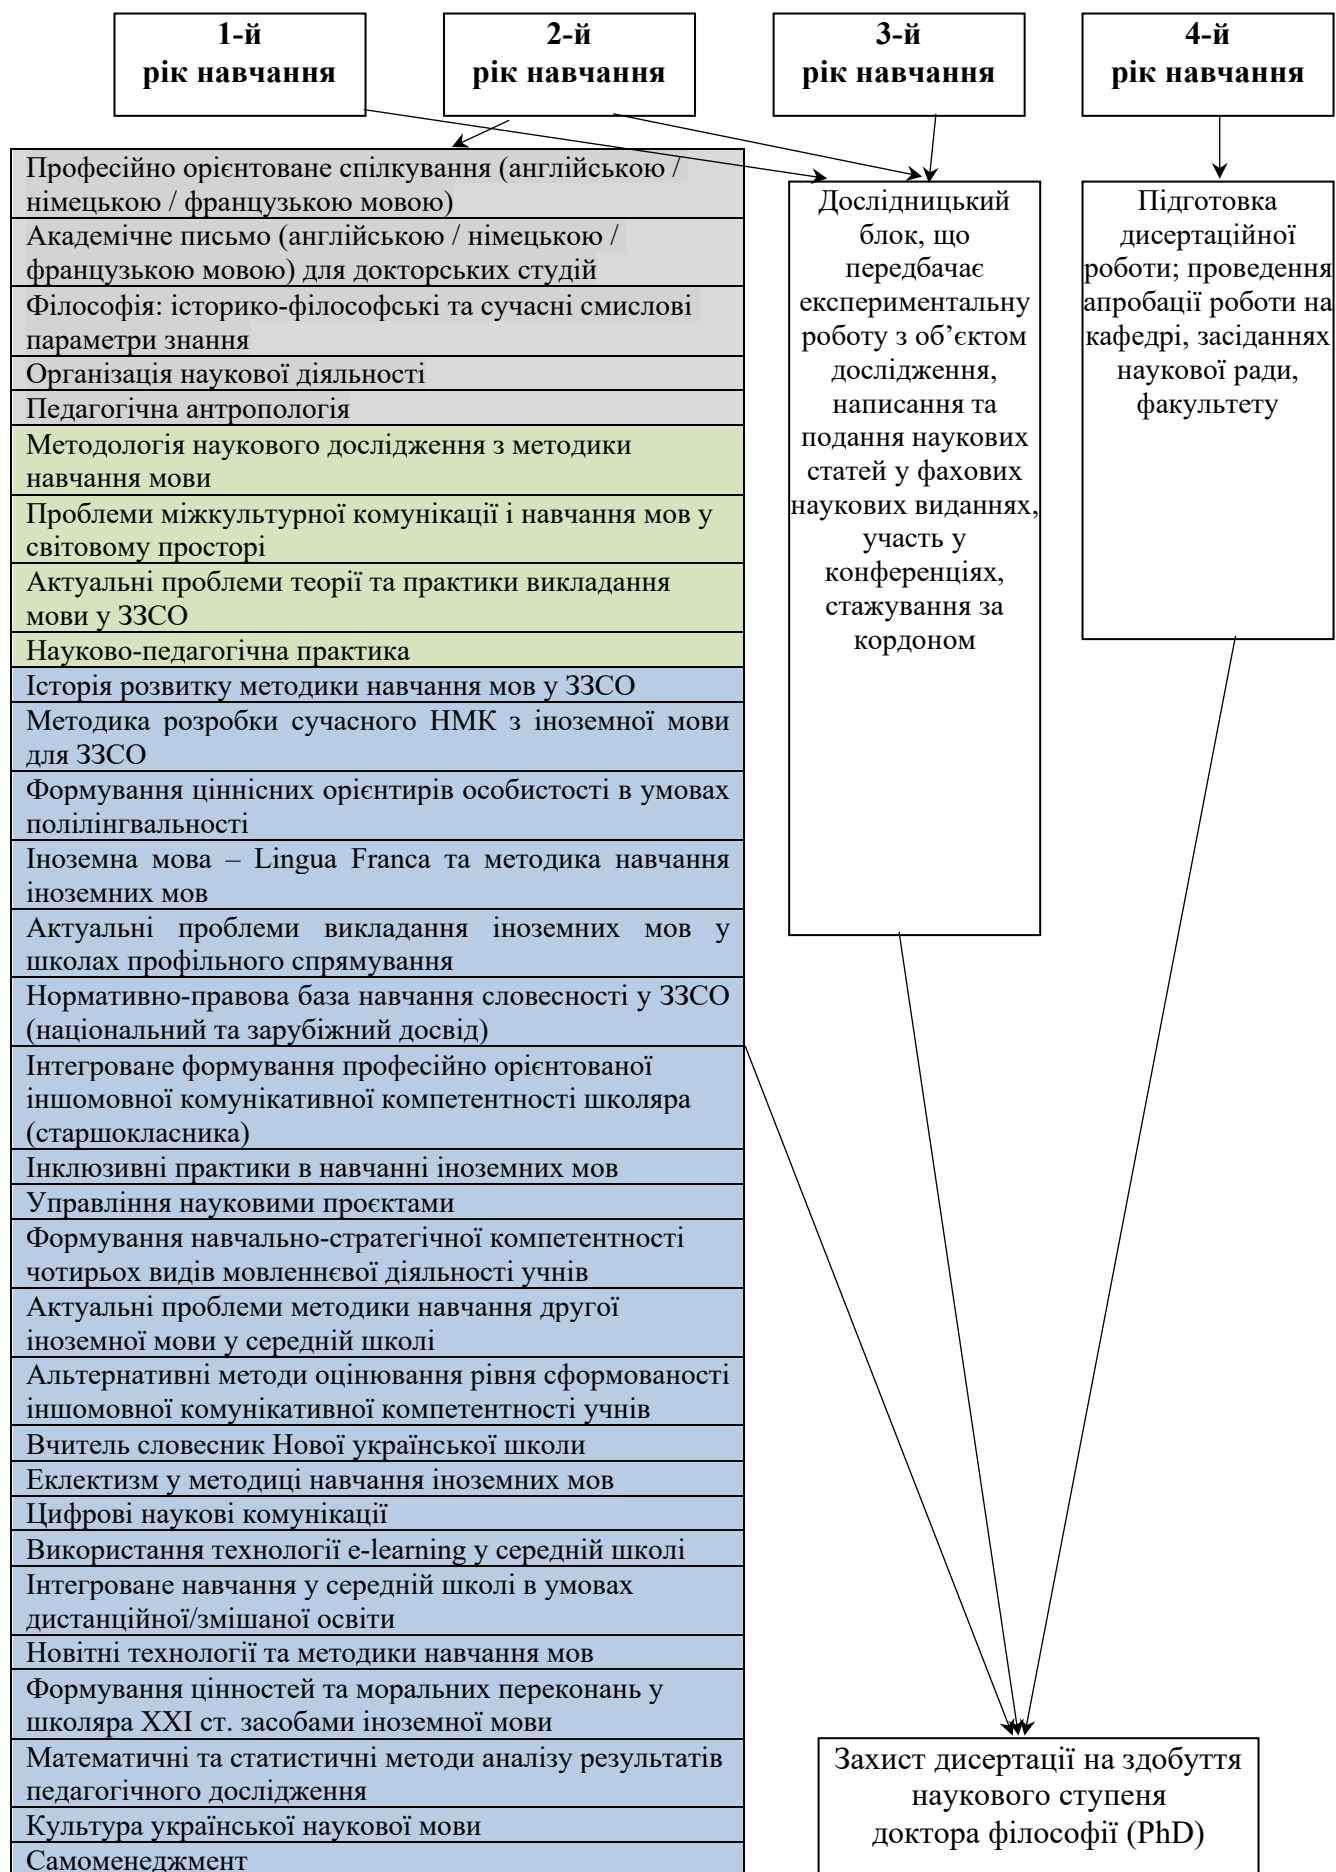 1-й
рік навчання
2-й
рік навчання
3-й
рік навчання
4-й
рік навчання
Професійно орієнтоване спілкування (англійською /
німецькою / французькою мовою)
Академічне письмо (англійською / німецькою /
французькою мовою) для докторських студій
Філософія: історико-філософські та сучасні смислові
параметри знання
Організація наукової діяльності
Педагогічна антропологія
Методологія наукового дослідження з методики
навчання мови
Проблеми міжкультурної комунікації і навчання мов у
світовому просторі
Актуальні проблеми теорії та практики викладання
мови у ЗЗСО
Науково-педагогічна практика
Історія розвитку методики навчання мов у ЗЗСО
Методика розробки сучасного НМК з іноземної мови
для ЗЗСО
Формування ціннісних орієнтирів особистості в умовах
полілінгвальності
Іноземна мова – Lingua Franca та методика навчання
іноземних мов
Актуальні проблеми викладання іноземних мов у
школах профільного спрямування
Нормативно-правова база навчання словесності у ЗЗСО
(національний та зарубіжний досвід)
Інтегроване формування професійно орієнтованої
іншомовної комунікативної компетентності школяра
(старшокласника)
Інклюзивні практики в навчанні іноземних мов
Управління науковими проєктами
Формування навчально-стратегічної компетентності
чотирьох видів мовленнєвої діяльності учнів
Актуальні проблеми методики навчання другої
іноземної мови у середній школі
Альтернативні методи оцінювання рівня сформованості
іншомовної комунікативної компетентності учнів
Вчитель словесник Нової української школи
Еклектизм у методиці навчання іноземних мов
Цифрові наукові комунікації
Використання технології e-learning у середній школі
Інтегроване навчання у середній школі в умовах
дистанційної/змішаної освіти
Новітні технології та методики навчання мов
Формування цінностей та моральних переконань у
школяра ХХІ ст. засобами іноземної мови
Математичні та статистичні методи аналізу результатів
педагогічного дослідження
Культура української наукової мови
Самоменеджмент
Дослідницький
блок, що
передбачає
експериментальну
роботу з об’єктом
дослідження,
написання та
подання наукових
статей у фахових
наукових виданнях,
участь у
конференціях,
стажування за
кордоном
Підготовка
дисертаційної
роботи; проведення
апробації роботи на
кафедрі, засіданнях
наукової ради,
факультету
Захист дисертації на здобуття
наукового ступеня
доктора філософії (PhD)